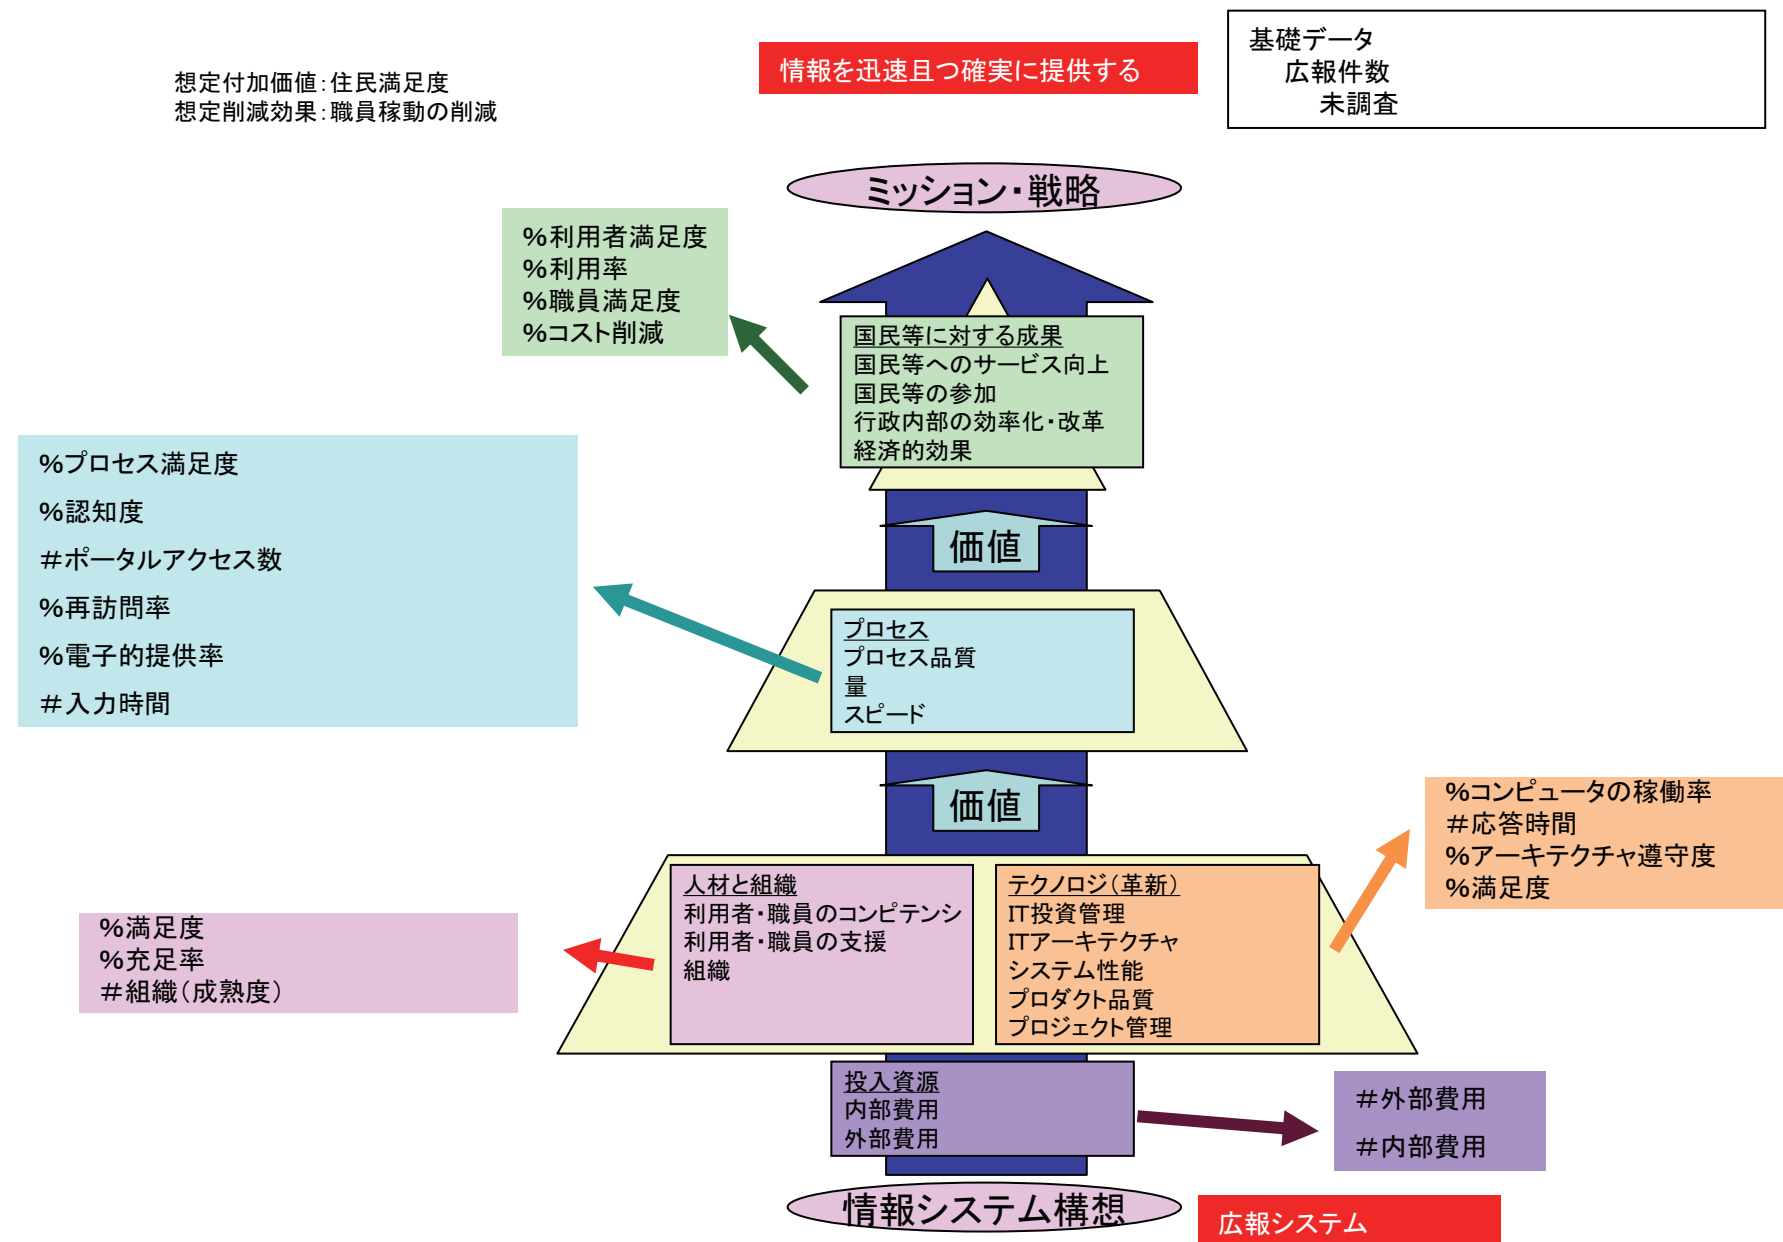 想定付加価値：住民満足度
想定削減効果：職員稼動の削減
情報を迅速且つ確実に提供する
基礎データ
広報件数
未調査
ミッション・戦略
%利用者満足度
%利用率
%職員満足度
%コスト削減
国民等に対する成果
国民等へのサービス向上
国民等の参加
行政内部の効率化・改革
経済的効果
価値
%プロセス満足度
%認知度
＃ポータルアクセス数
%再訪問率
%電子的提供率
＃入力時間
プロセス
プロセス品質
量
スピード
価値
%コンピュータの稼働率
＃応答時間
%アーキテクチャ遵守度
%満足度
人材と組織
利用者・職員のコンピテンシ
利用者・職員の支援
組織
テクノロジ（革新）
IT投資管理
ITアーキテクチャ
システム性能
プロダクト品質
プロジェクト管理
%満足度
%充足率
＃組織（成熟度）
投入資源
内部費用
外部費用
＃外部費用
＃内部費用
情報システム構想
広報システム